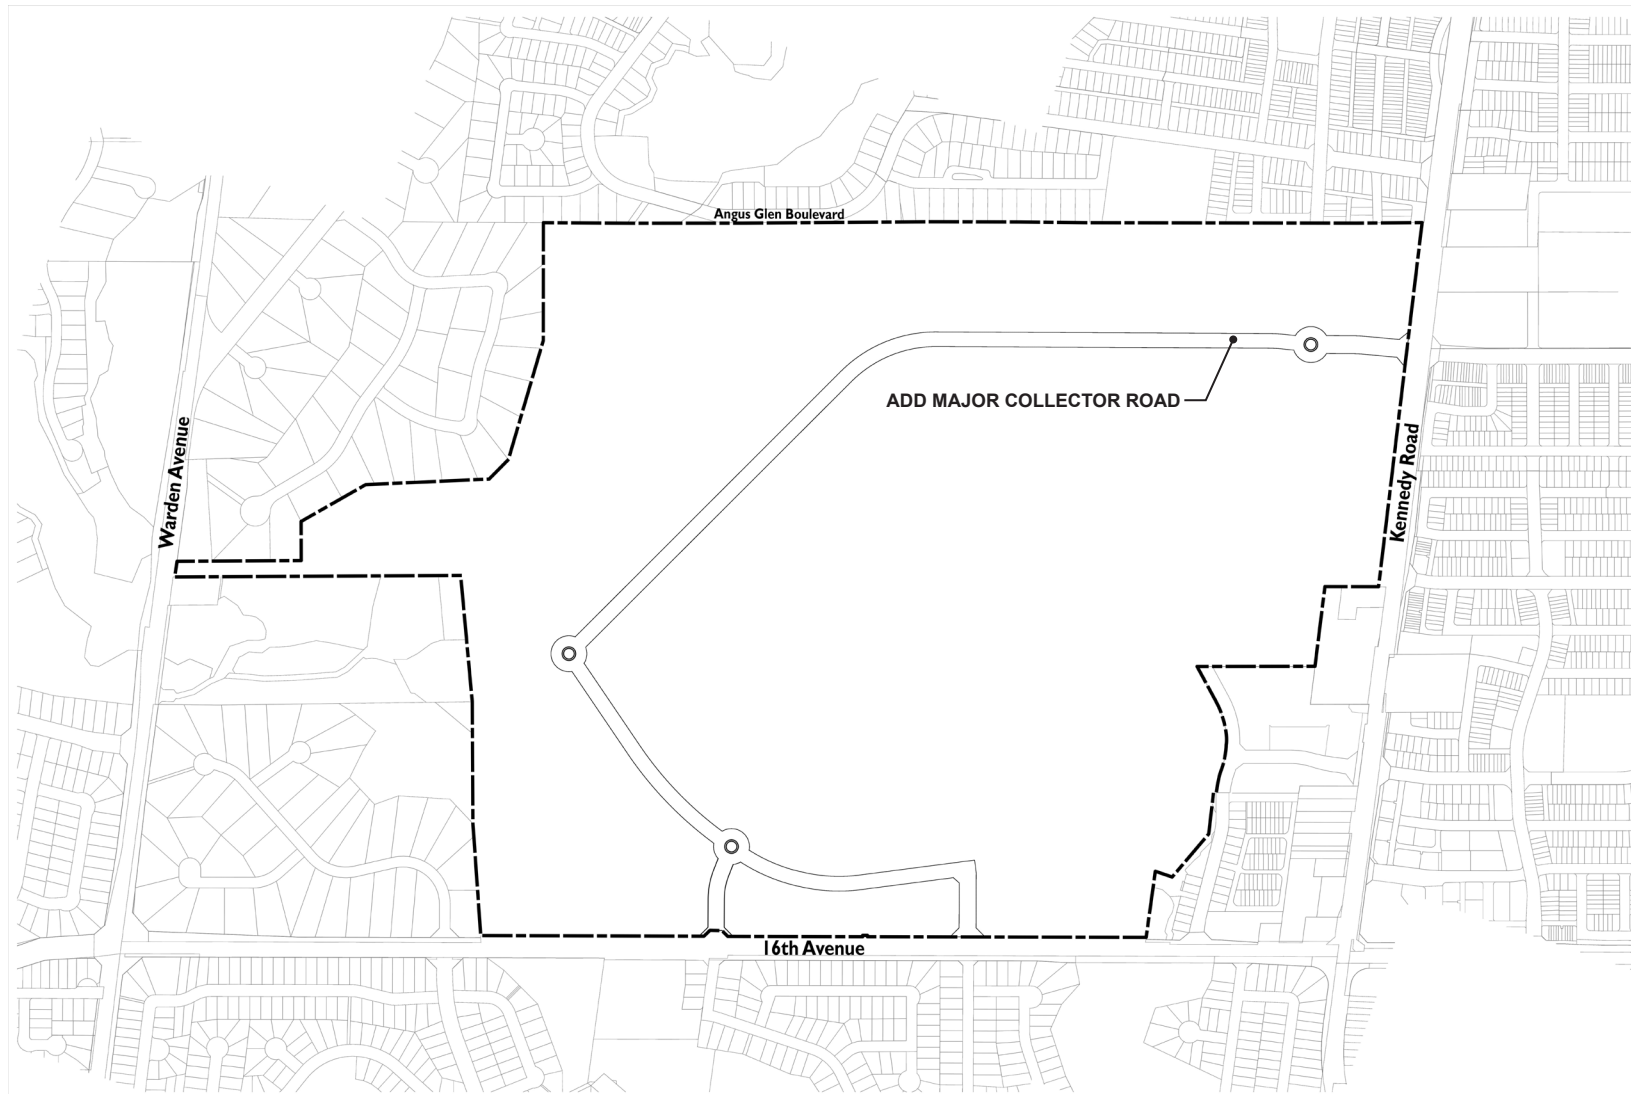 Angus Glen Boulevard
ADD MAJOR COLLECTOR ROAD
Warden Avenue
Kennedy Road
16th Avenue